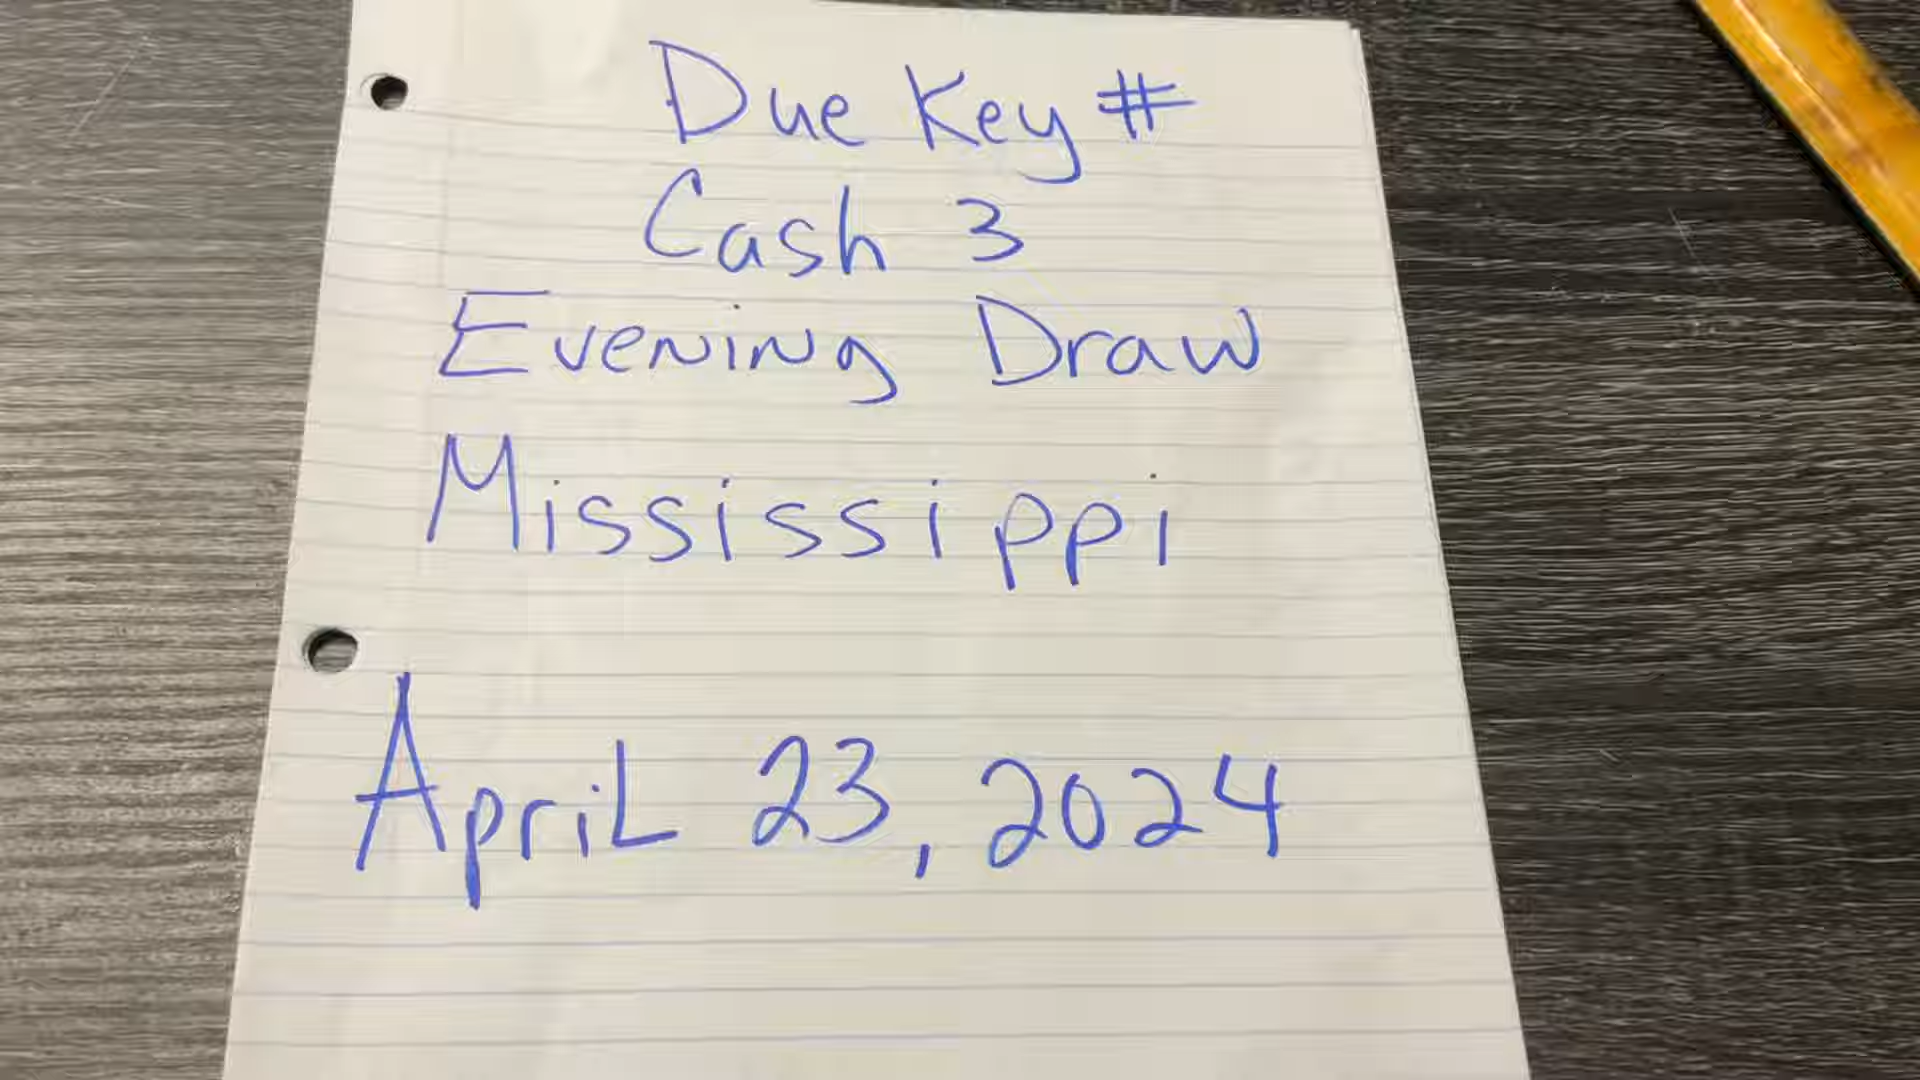 Due Key #
Cash 3
Evening Draw
Mississippi
April 23, 2024